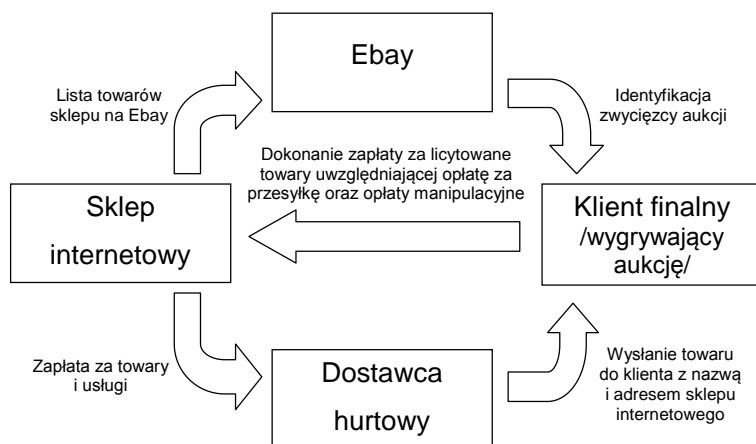 Ebay
Lista towarów
sklepu na Ebay
Identyfikacja
zwycięzcy aukcji
Dokonanie zapłaty za licytowane
towary uwzględniającej opłatę za
przesyłkę oraz opłaty manipulacyjne
Sklep
internetowy
Klient finalny
/wygrywający
aukcję/
Zapłata za towary
i usługi
Dostawca
hurtowy
Wysłanie towaru
do klienta z nazwą
i adresem sklepu
internetowego